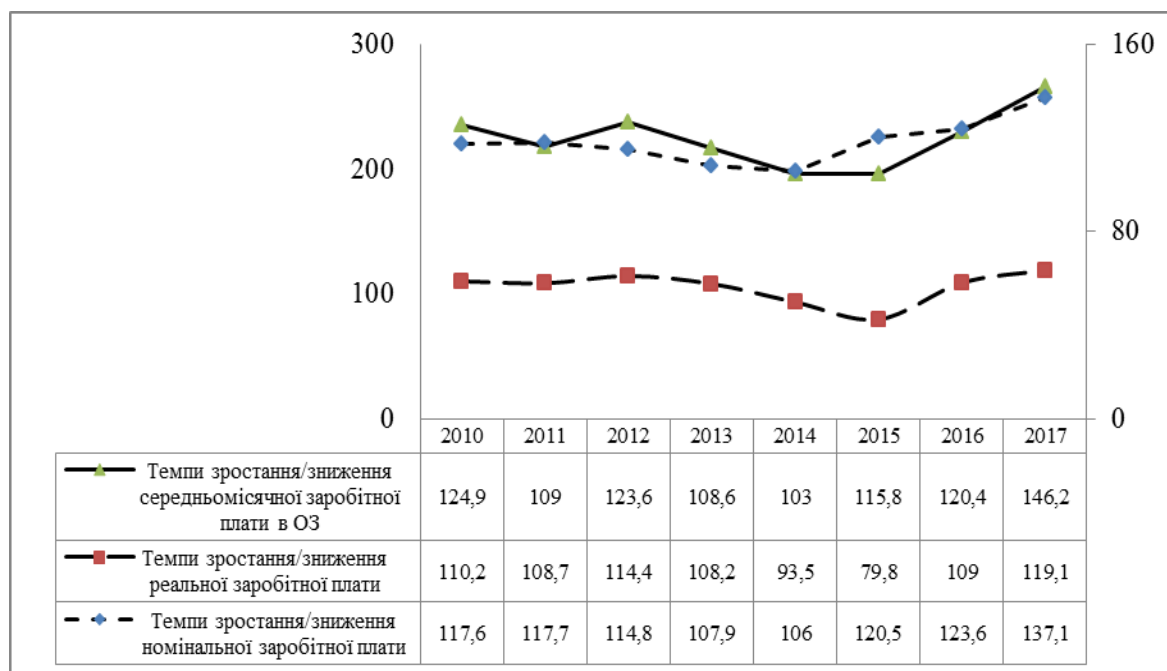 300
200
100
0
160
80
0
2010 2011 2012 2013 2014 2015 2016 2017
Темпи зростання/зниження
середньомісячної заробітної
плати в ОЗ
124,9 109 123,6 108,6 103 115,8 120,4 146,2
Темпи зростання/зниження
реальної заробітної плати
110,2 108,7 114,4 108,2 93,5 79,8 109 119,1
Темпи зростання/зниження
номінальної заробітної плати
117,6 117,7 114,8 107,9 106 120,5 123,6 137,1